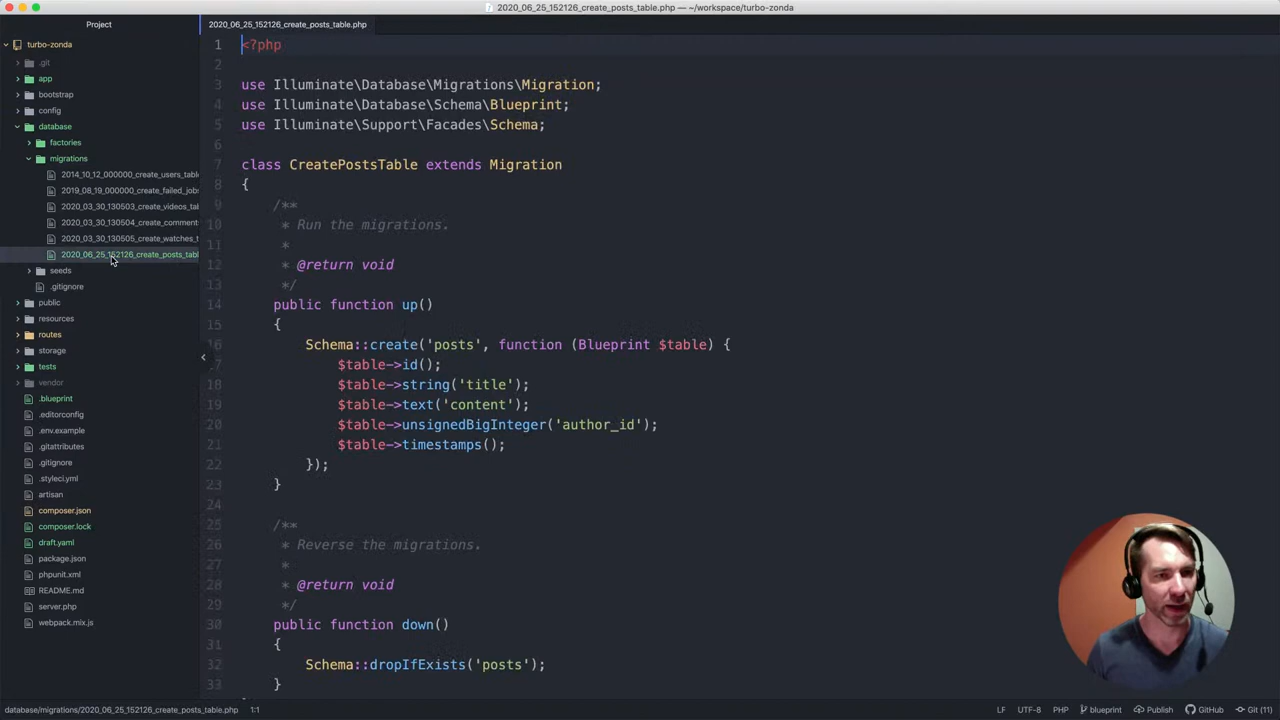 2020_06_25_152126_create_posts_table.php — ~/workspace/turbo-zonda
Project
turbo-zonda
.git
app
bootstrap
config
database
factories
migrations
2014_10_12_000000_create_users_tabl
2019_08_19_000000_create_failed_jobs
2020_03_30_130503_create_videos_tab
2020_03_30_130504_create_comments
2020_03_30_130505_create_watches_t
2020_06_25_152126_create_posts_tabl
seeds
.gitignore
public
resources
routes
storage
tests
vendor
.blueprint
.editorconfig
.env.example
.gitattributes
.gitignore
.styleci.yml
artisan
composer.json
composer.lock
draft.yaml
package.json
phpunit.xml
README.md
server.php
webpack.mix.js
2020_06_25_152126_create_posts_table.php
1 <?php
2
3 use Illuminate\Database\Migrations\Migration;
4 use Illuminate\Database\Schema\Blueprint;
5 use Illuminate\Support\Facades\Schema;
6
7 class CreatePostsTable extends Migration
8 {
9 /**
10 * Run the migrations.
11 *
12 * @return void
13 */
14 public function up()
15 {
16 Schema::create('posts', function (Blueprint $table) {
17 $table->id();
18 $table->string('title');
19 $table->text('content');
20 $table->unsignedBigInteger('author_id');
21 $table->timestamps();
22 });
23 }
24
25 /**
26 * Reverse the migrations.
27 *
28 * @return void
29 */
30 public function down()
31 {
32 Schema::dropIfExists('posts');
33 }
database/migrations/2020_06_25_152126_create_posts_table.php 1:1 LF UTF-8 PHP blueprint Publish GitHub Git (11)